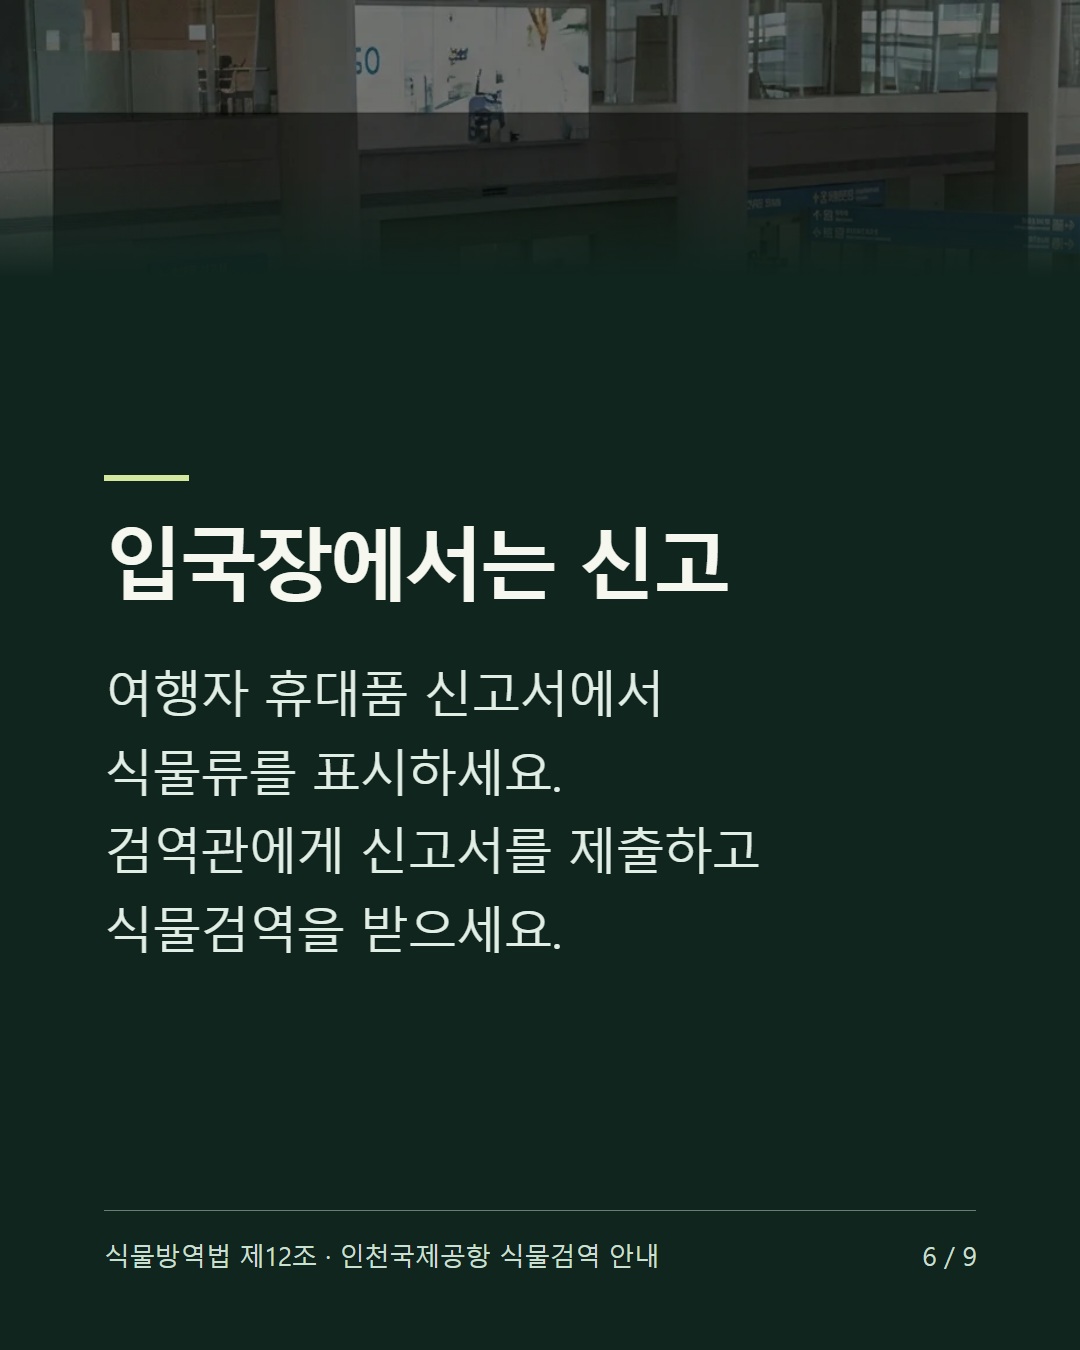 입국장에서는 신고
여행자 휴대품 신고서에서
식물류를 표시하세요.
검역관에게 신고서를 제출하고
식물검역을 받으세요.
식물방역법 제12조 · 인천국제공항 식물검역 안내
6 / 9